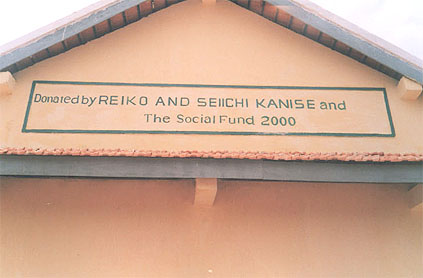 Donated by REIKO AND SEIICHI KANISE and
The Social Fund 2000